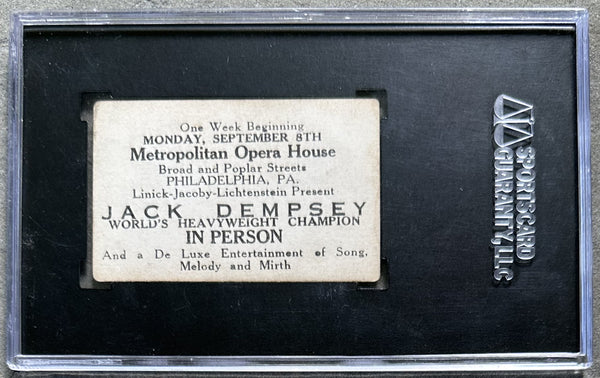 One Week Beginning
MONDAY, SEPTEMBER 8TH
Metropolitan Opera House
Broad and Poplar Streets
PHILADELPHIA, PA.
Linick-Jacoby-Lichtenstein Present
JACK DEMPSEY
WORLD'S HEAVYWEIGHT CHAMPION
IN PERSON
And a De Luxe Entertainment of Song,
Melody and Mirth
SPORTSCARD
GUARANTY, LLC